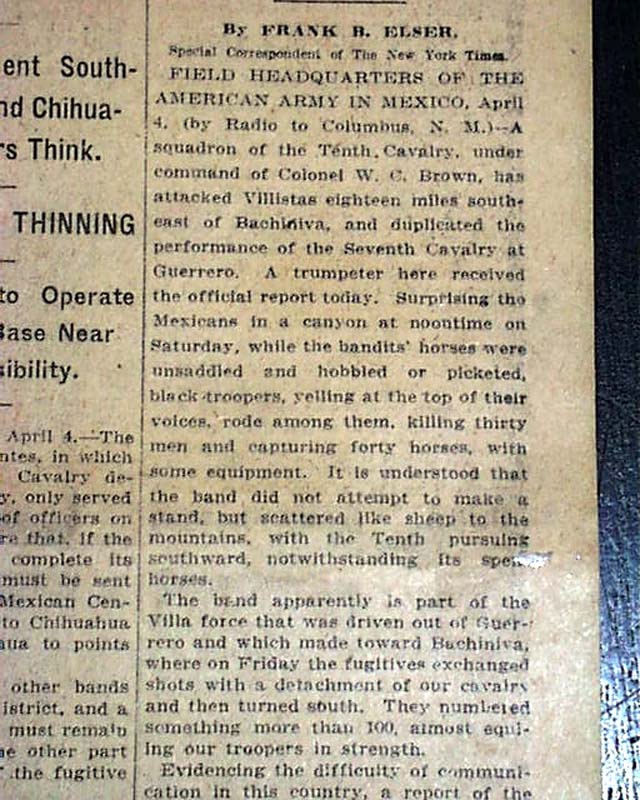 ent South-
nd Chihua-
rs Think.
THINNING
to Operate
Base Near
sibility.
April 4.—The
ntes, in which
Cavalry de-
y, only served
of officers on
re that, if the
complete its
must be sent
Mexican Cen-
to Chihuahua
hua to points
other bands
istrict, and a
must remain
he other part
the fugitive
By FRANK B. ELSER.
Special Correspondent of The New York Times.
FIELD HEADQUARTERS OF THE
AMERICAN ARMY IN MEXICO, April
4, (by Radio to Columbus, N. M.)—A
squadron of the Tenth Cavalry, under
command of Colonel W. C. Brown, has
attacked Villistas eighteen miles south-
east of Bachiniva, and duplicated the
performance of the Seventh Cavalry at
Guerrero. A trumpeter here received
the official report today. Surprising the
Mexicans in a canyon at noontime on
Saturday, while the bandits' horses were
unsaddled and hobbled or picketed,
black troopers, yelling at the top of their
voices, rode among them, killing thirty
men and capturing forty horses, with
some equipment. It is understood that
the band did not attempt to make a
stand, but scattered like sheep to the
mountains, with the Tenth pursuing
southward, notwithstanding its spent
horses.
The band apparently is part of the
Villa force that was driven out of Guer-
rero and which made toward Bachiniva,
where on Friday the fugitives exchanged
shots with a detachment of our cavalry
and then turned south. They numbered
something more than 100, almost equl-
ing our troopers in strength.
Evidencing the difficulty of communi-
cation in this country, a report of the